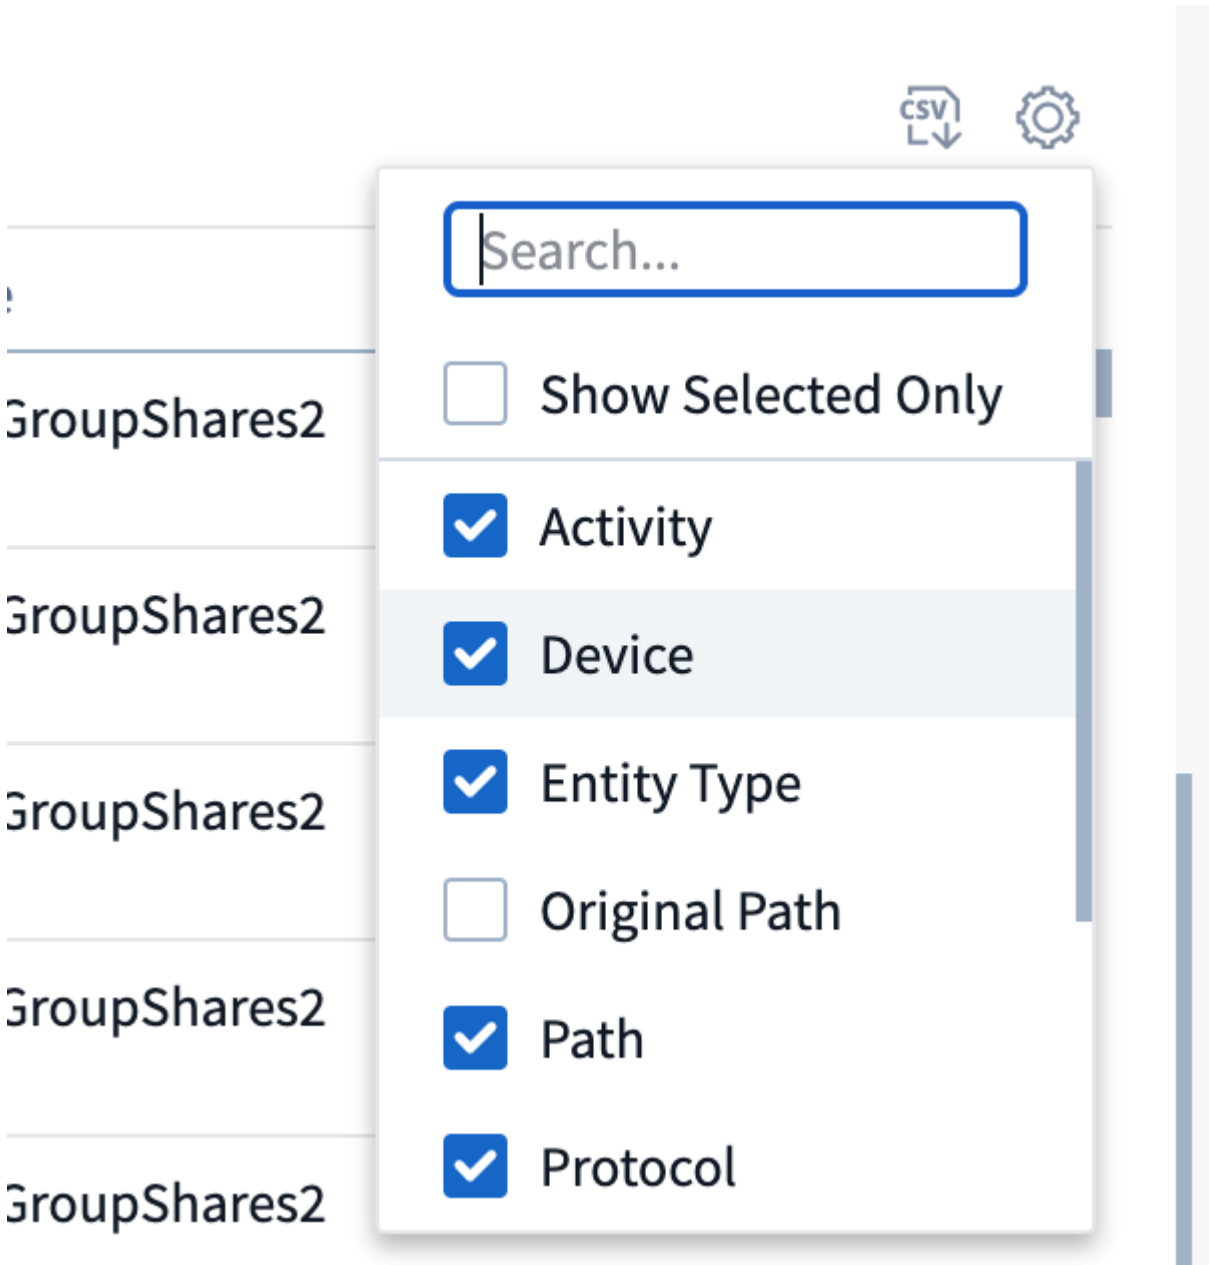 CSV
Search...
Show Selected Only
GroupShares2
Activity
GroupShares2
Device
Entity Type
GroupShares2
Original Path
GroupShares2
Path
Protocol
GroupShares2